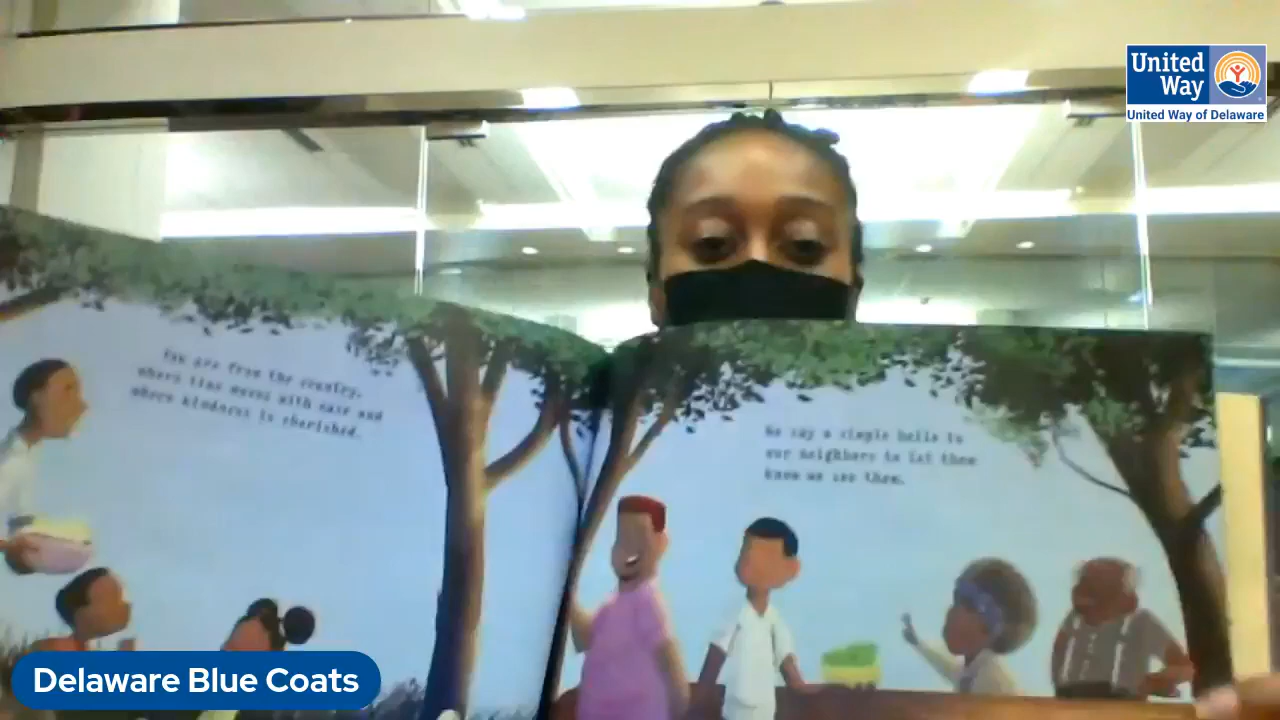 United
Way
United Way of Delaware
You are from the country,
where time moves with ease and
where kindness is cherished.
We say a simple hello to
our neighbors to let them
know we see them.
Delaware Blue Coats